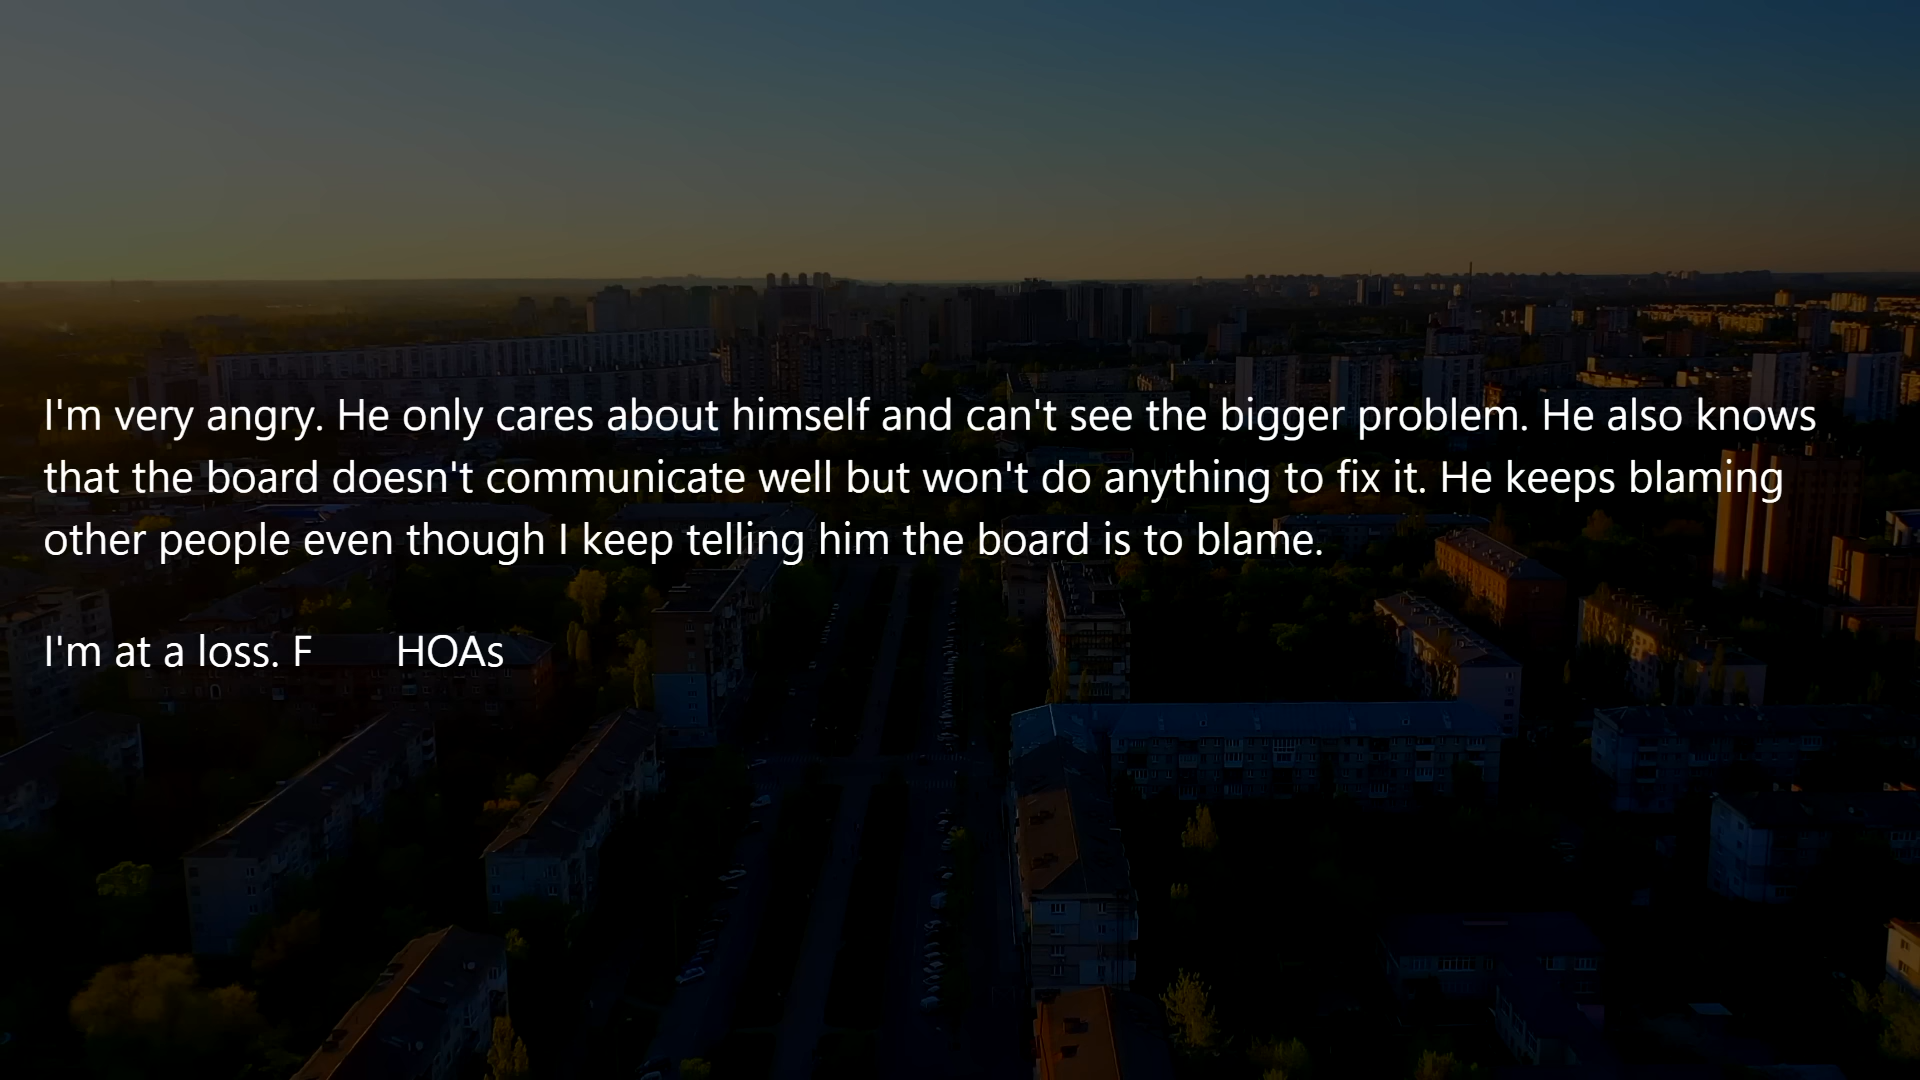 I'm very angry. He only cares about himself and can't see the bigger problem. He also knows
that the board doesn't communicate well but won't do anything to fix it. He keeps blaming
other people even though I keep telling him the board is to blame.
I'm at a loss. F HOAs